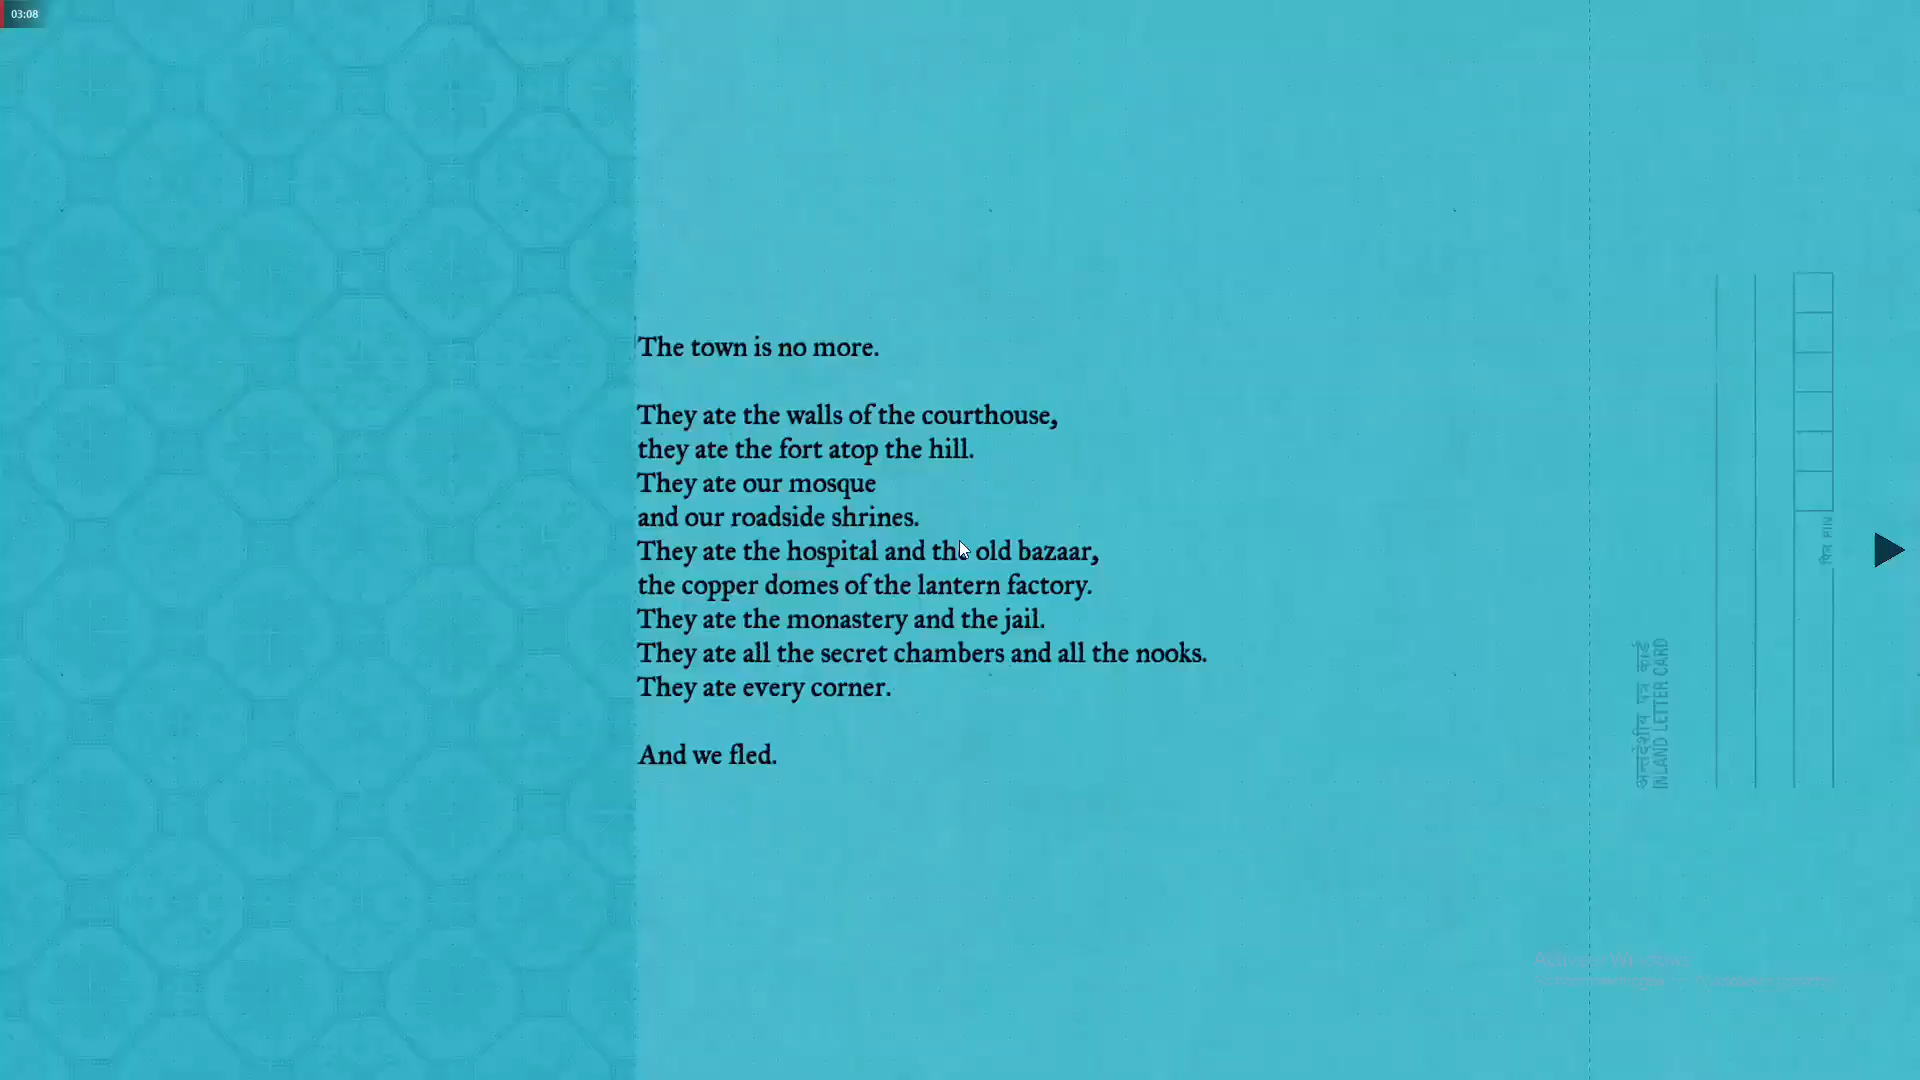 03:08
The town is no more.
They ate the walls of the courthouse,
they ate the fort atop the hill.
They ate our mosque
and our roadside shrines.
They ate the hospital and the old bazaar,
the copper domes of the lantern factory.
They ate the monastery and the jail.
They ate all the secret chambers and all the nooks.
They ate every corner.
And we fled.
अन्तर्देशीय पत्र कार्ड
INLAND LETTER CARD
पिन PIN
Activate Windows